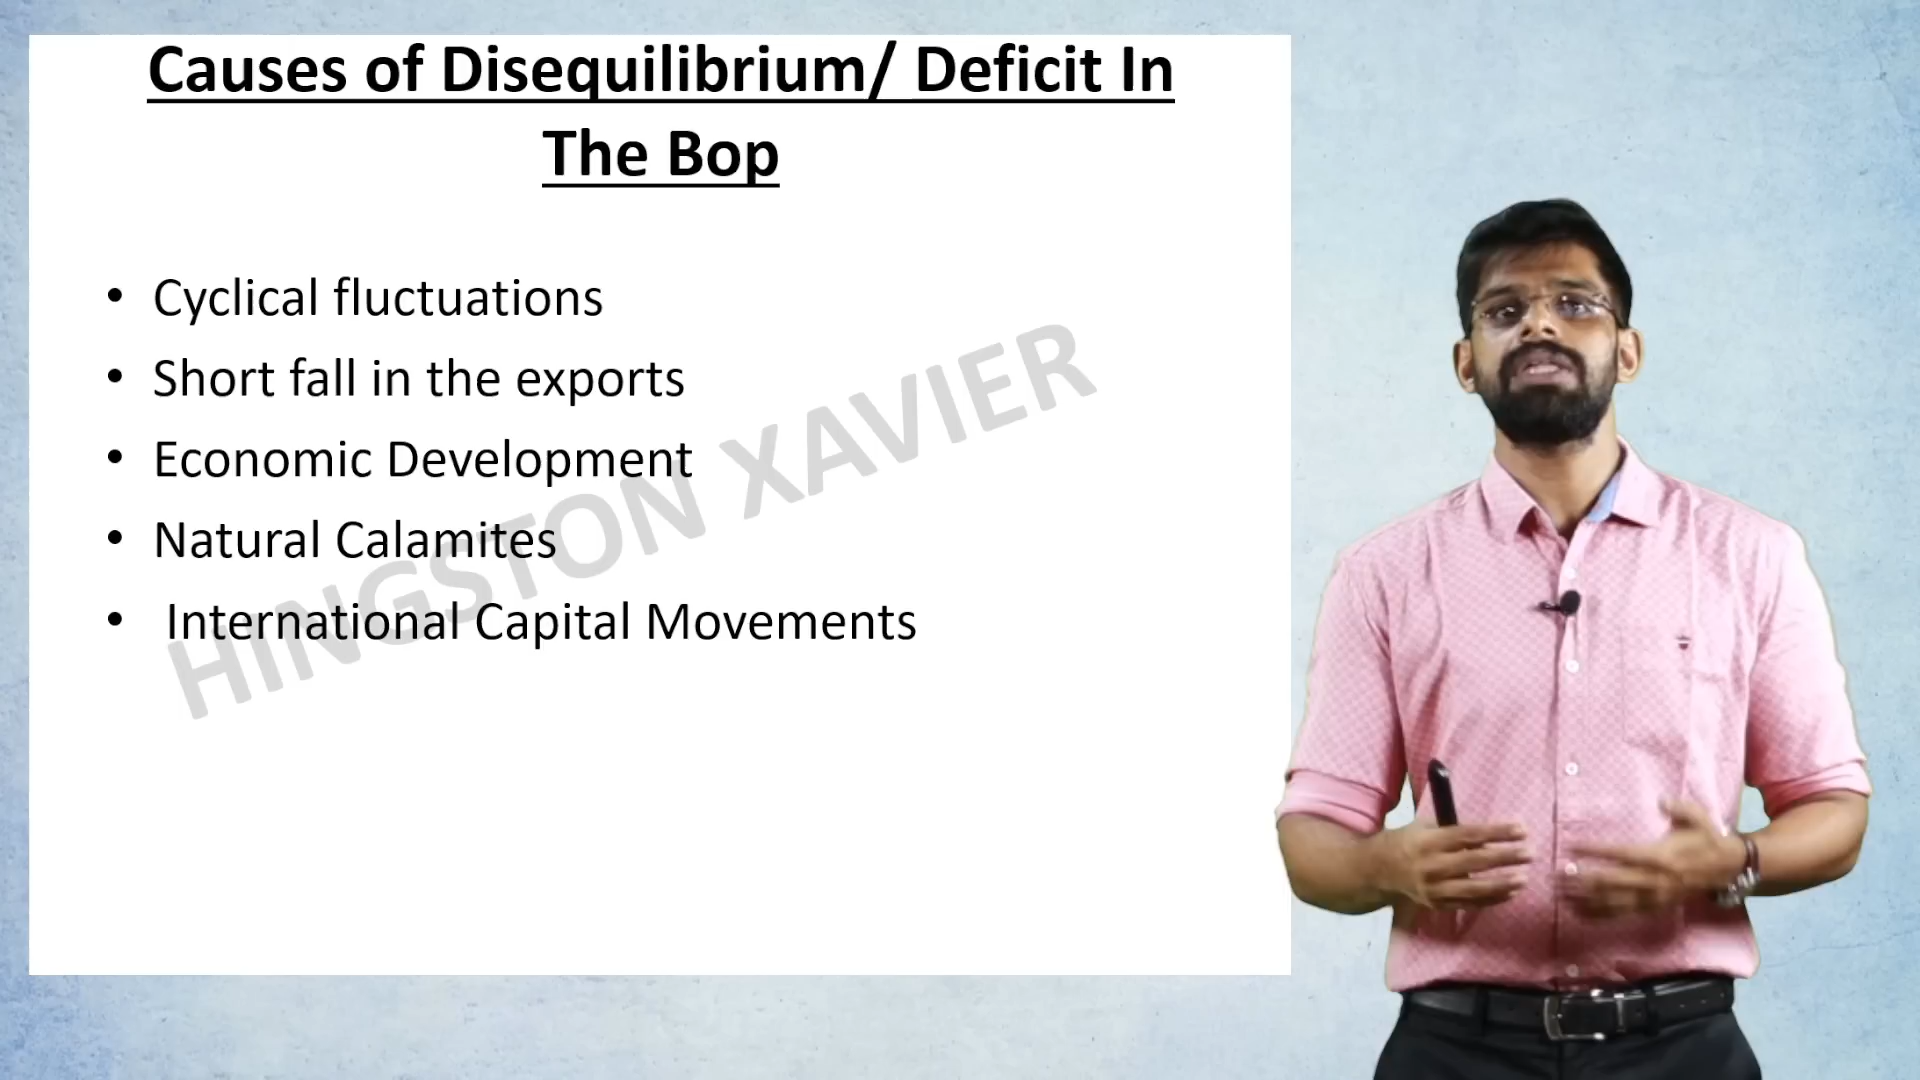 Causes of Disequilibrium/ Deficit In
The Bop
• Cyclical fluctuations
• Short fall in the exports
• Economic Development
• Natural Calamites
• International Capital Movements
HINGSTON XAVIER